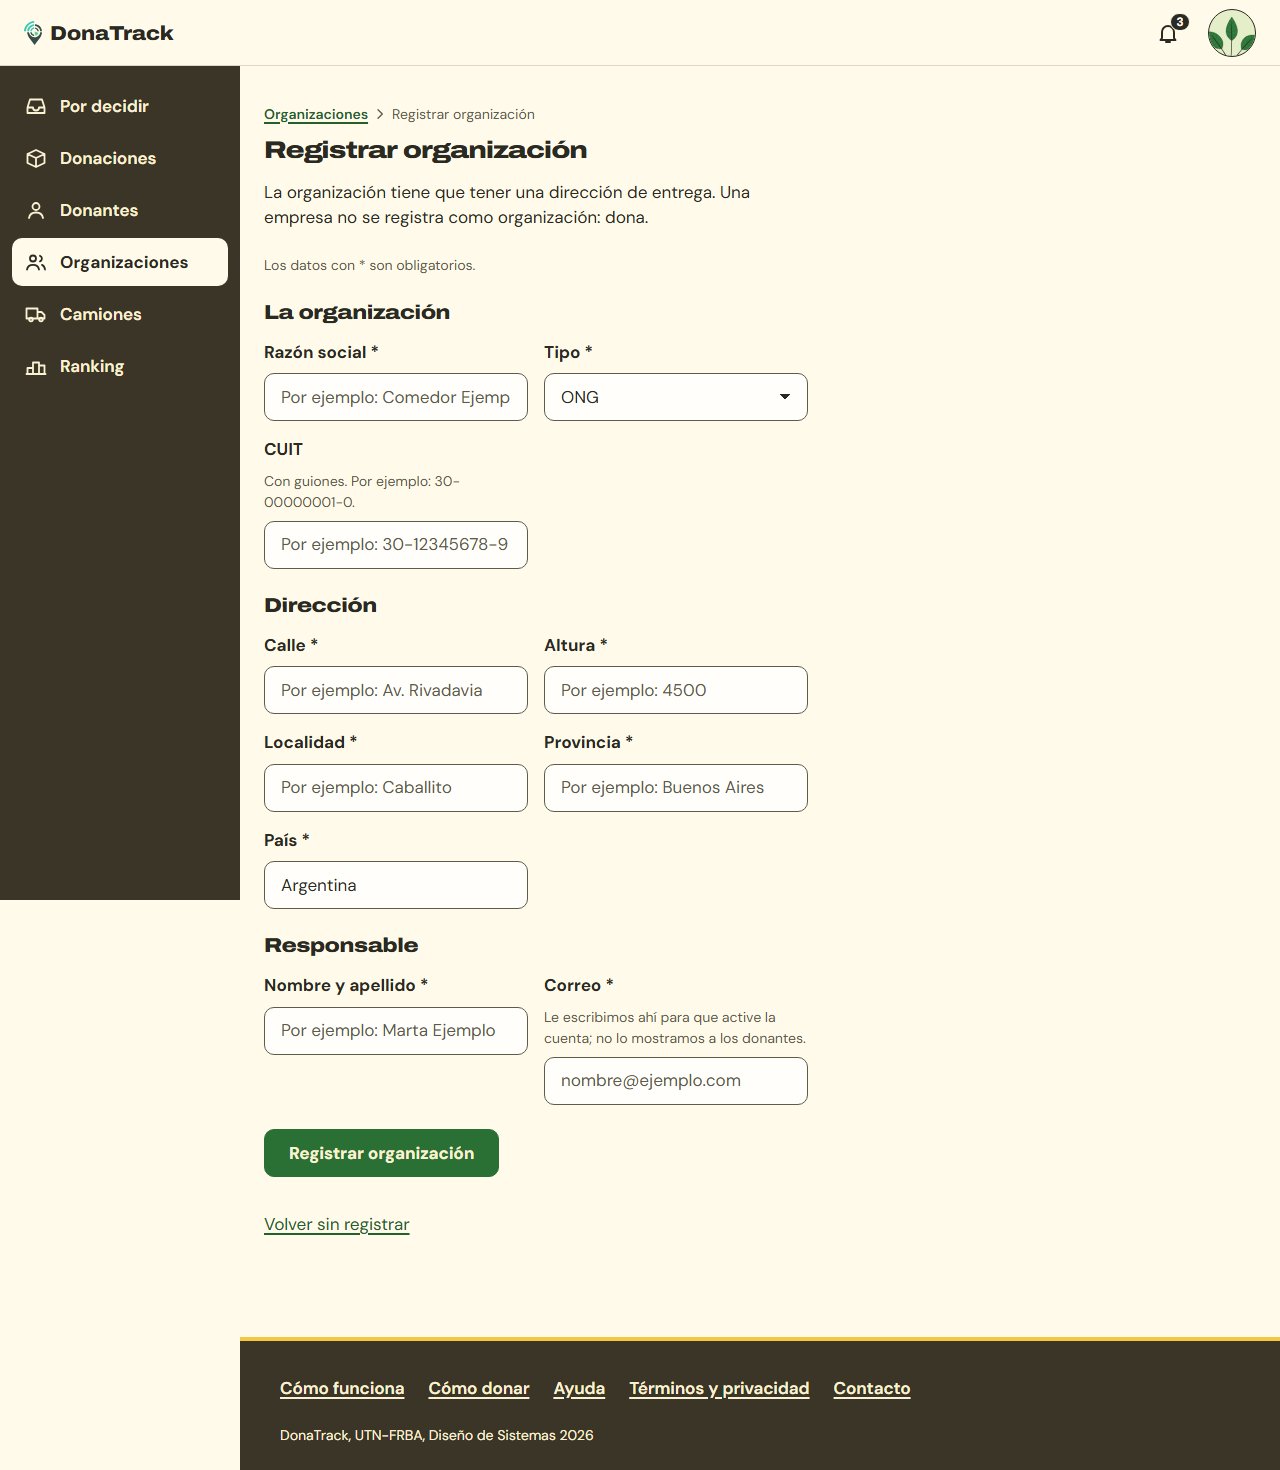 DonaTrack
3
Por decidir
Donaciones
Donantes
Organizaciones
Camiones
Ranking
Organizaciones > Registrar organización
Registrar organización
La organización tiene que tener una dirección de entrega. Una
empresa no se registra como organización: dona.
Los datos con * son obligatorios.
La organización
Razón social *
Tipo *
Por ejemplo: Comedor Ejemp
ONG
CUIT
Con guiones. Por ejemplo: 30-
00000001-0.
Por ejemplo: 30-12345678-9
Dirección
Calle *
Altura *
Por ejemplo: Av. Rivadavia
Por ejemplo: 4500
Localidad *
Provincia *
Por ejemplo: Caballito
Por ejemplo: Buenos Aires
País *
Argentina
Responsable
Nombre y apellido *
Correo *
Por ejemplo: Marta Ejemplo
Le escribimos ahí para que active la
cuenta; no lo mostramos a los donantes.
nombre@ejemplo.com
Registrar organización
Volver sin registrar
Cómo funciona
Cómo donar
Ayuda
Términos y privacidad
Contacto
DonaTrack, UTN-FRBA, Diseño de Sistemas 2026